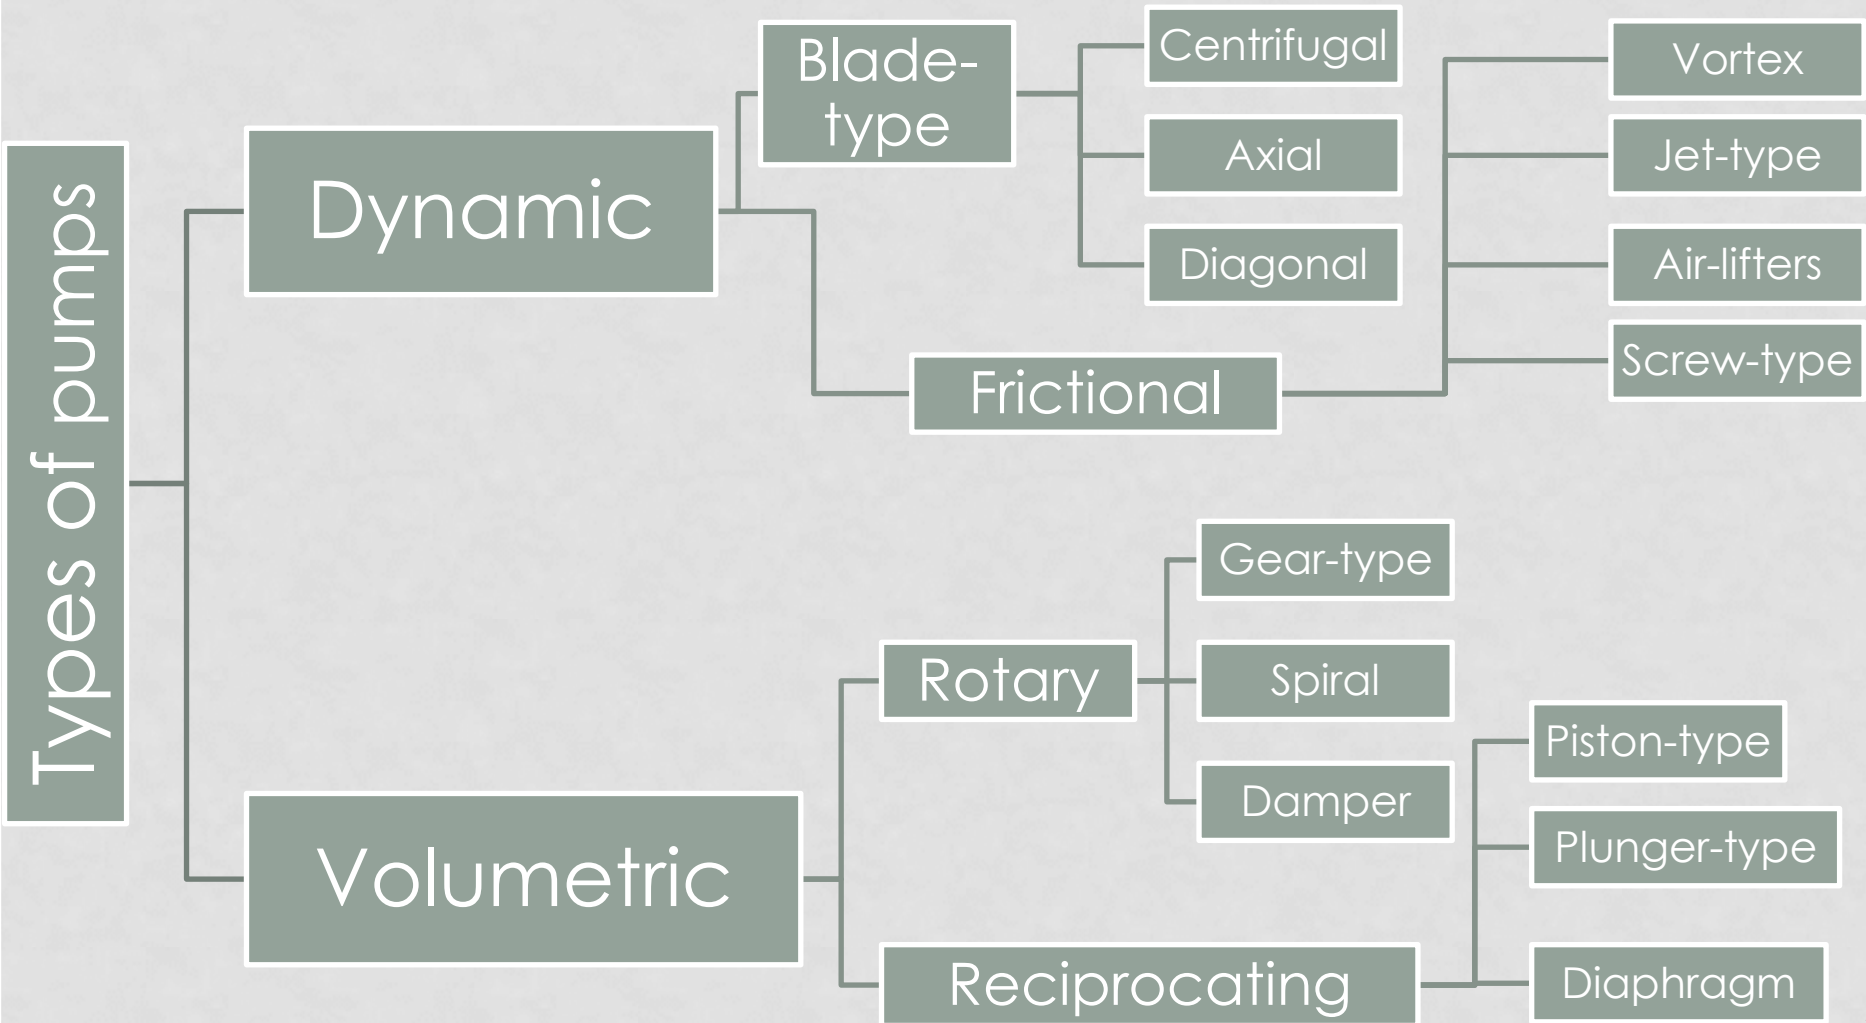 Types of pumps
Dynamic
Blade-
type
Centrifugal
Axial
Diagonal
Frictional
Vortex
Jet-type
Air-lifters
Screw-type
Volumetric
Rotary
Gear-type
Spiral
Damper
Reciprocating
Piston-type
Plunger-type
Diaphragm